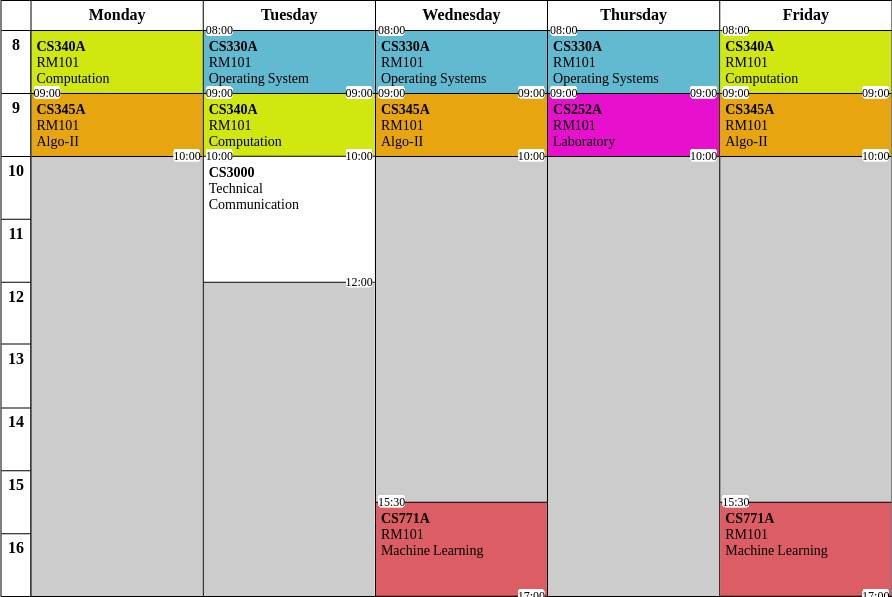 Monday Tuesday Wednesday Thursday Friday
08:00 08:00 08:00 08:00
8
CS340A CS330A CS330A CS330A CS340A
RM101 RM101 RM101 RM101 RM101
Computation Operating System Operating Systems Operating Systems Computation
09:00 09:00 09:00 09:00 09:00 09:00 09:00 09:00
9
CS345A CS340A CS345A CS252A CS345A
RM101 RM101 RM101 RM101 RM101
Algo-II Computation Algo-II Laboratory Algo-II
10:00 10:00 10:00 10:00 10:00 10:00
10
CS3000
Technical
Communication
11
12:00
12
13
14
15
15:30 15:30
CS771A CS771A
RM101 RM101
16
Machine Learning Machine Learning
17:00 17:00